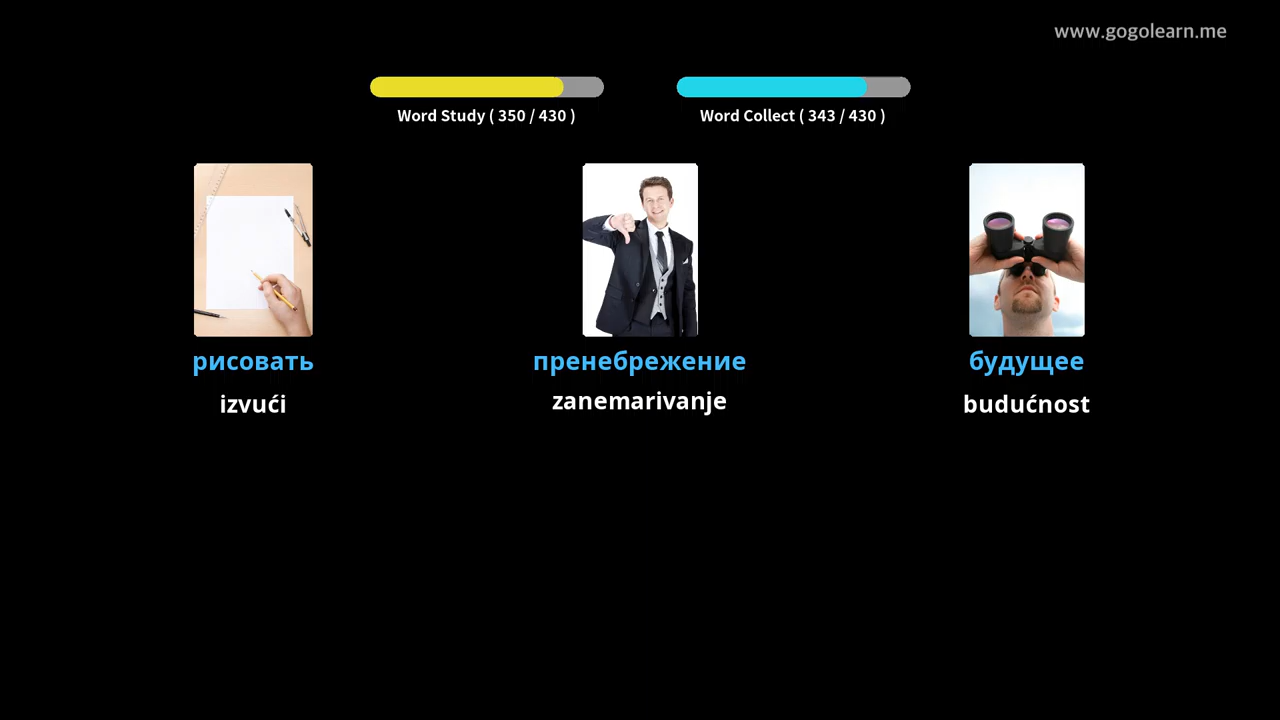 www.gogolearn.me
Word Study ( 350 / 430 )
Word Collect ( 343 / 430 )
рисовать
izvući
пренебрежение
zanemarivanje
будущее
budućnost